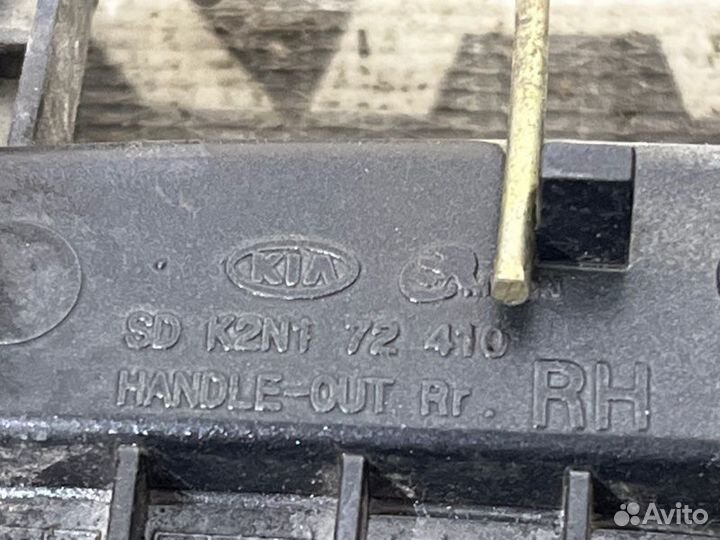 KIA
SD K2N1 72 410
HANDLE-OUT Rr. RH
Avito